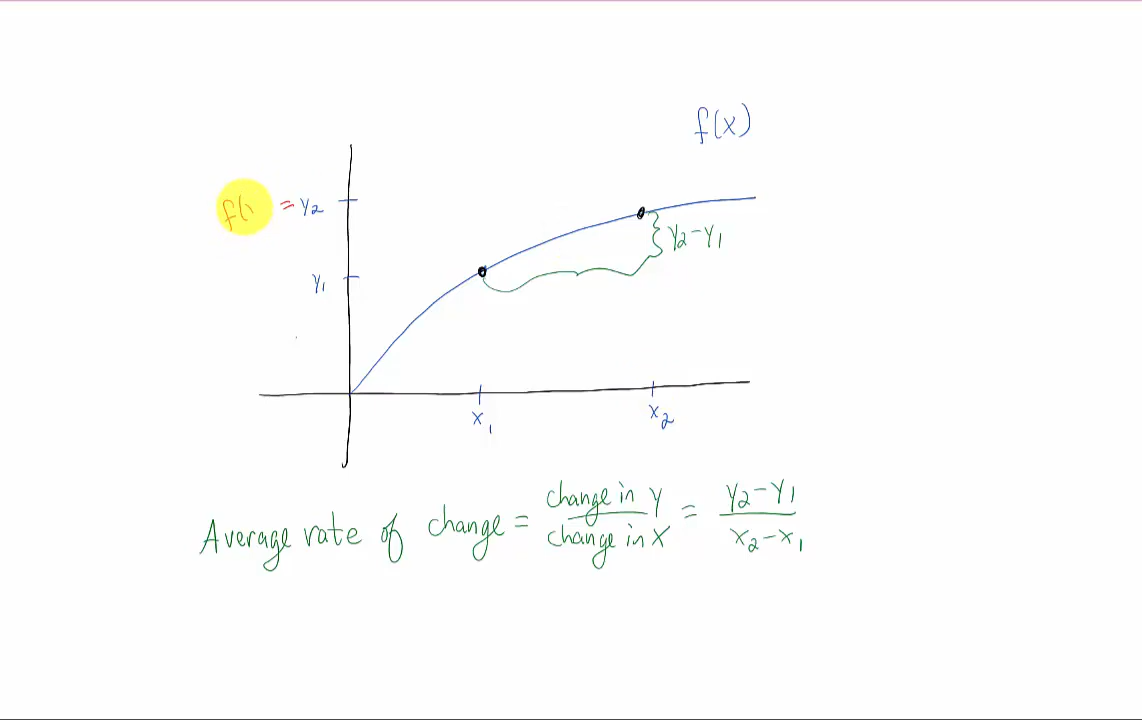 f(x)
f( = y₂
y₂-y₁
y₁
x₁
x₂
Average rate of change = change in y / change in x = y₂-y₁ / x₂-x₁